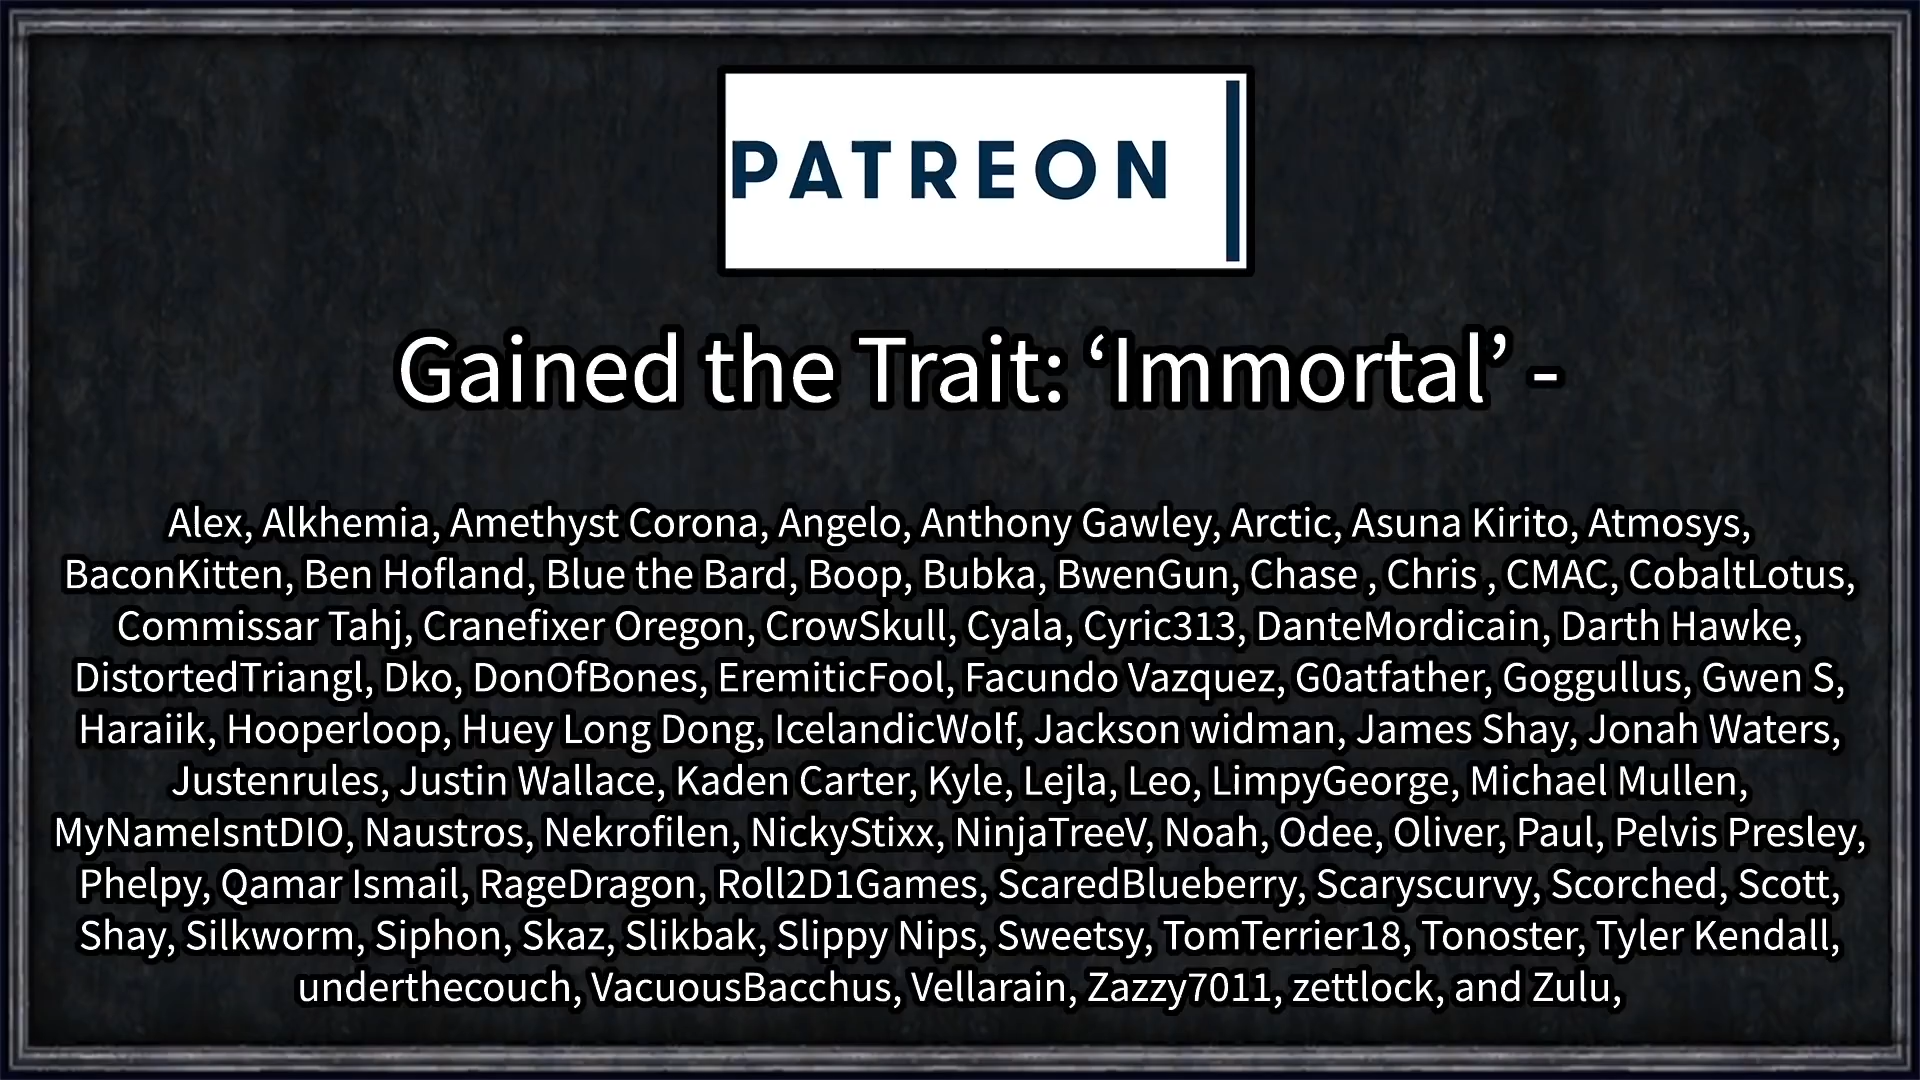 PATREON
Gained the Trait: ‘Immortal’ -
Alex, Alkhemia, Amethyst Corona, Angelo, Anthony Gawley, Arctic, Asuna Kirito, Atmosys,
BaconKitten, Ben Hofland, Blue the Bard, Boop, Bubka, BwenGun, Chase , Chris , CMAC, CobaltLotus,
Commissar Tahj, Cranefixer Oregon, CrowSkull, Cyala, Cyric313, DanteMordicain, Darth Hawke,
DistortedTriangl, Dko, DonOfBones, EremiticFool, Facundo Vazquez, G0atfather, Goggullus, Gwen S,
Haraiik, Hooperloop, Huey Long Dong, IcelandicWolf, Jackson widman, James Shay, Jonah Waters,
Justenrules, Justin Wallace, Kaden Carter, Kyle, Lejla, Leo, LimpyGeorge, Michael Mullen,
MyNameIsntDIO, Naustros, Nekrofilen, NickyStixx, NinjaTreeV, Noah, Odee, Oliver, Paul, Pelvis Presley,
Phelpy, Qamar Ismail, RageDragon, Roll2D1Games, ScaredBlueberry, Scaryscurvy, Scorched, Scott,
Shay, Silkworm, Siphon, Skaz, Slikbak, Slippy Nips, Sweetsy, TomTerrier18, Tonoster, Tyler Kendall,
underthecouch, VacuousBacchus, Vellarain, Zazzy7011, zettlock, and Zulu,